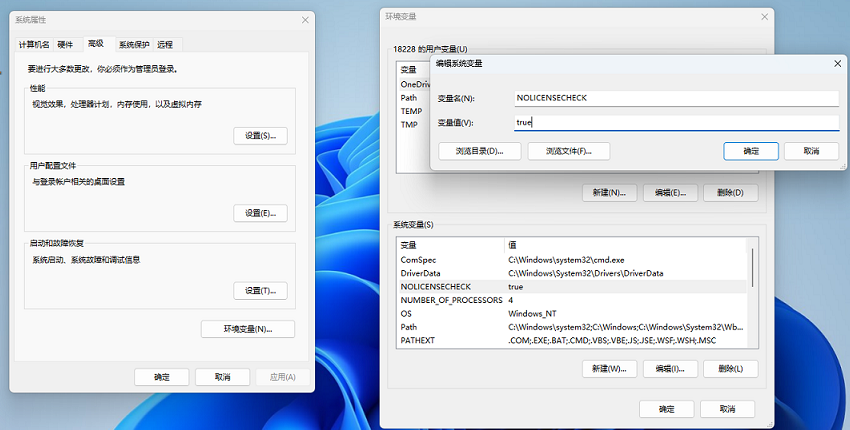 系统属性
计算机名 硬件 高级 系统保护 远程
要进行大多数更改，你必须作为管理员登录。
性能
视觉效果，处理器计划，内存使用，以及虚拟内存
设置(S)...
用户配置文件
与登录帐户相关的桌面设置
设置(E)...
启动和故障恢复
系统启动、系统故障和调试信息
设置(T)...
环境变量(N)...
确定 取消 应用(A)
环境变量
18228 的用户变量(U)
变量
OneDriv
Path
TEMP
TMP
新建(N)... 编辑(E)... 删除(D)
编辑系统变量
变量名(N): NOLICENSECHECK
变量值(V): true
浏览目录(D)... 浏览文件(F)... 确定 取消
系统变量(S)
变量 值
ComSpec C:\Windows\system32\cmd.exe
DriverData C:\Windows\System32\Drivers\DriverData
NOLICENSECHECK true
NUMBER_OF_PROCESSORS 4
OS Windows_NT
Path C:\Windows\system32;C:\Windows;C:\Windows\System32\Wb...
PATHEXT .COM;.EXE;.BAT;.CMD;.VBS;.VBE;.JS;.JSE;.WSF;.WSH;.MSC
新建(W)... 编辑(I)... 删除(L)
确定 取消